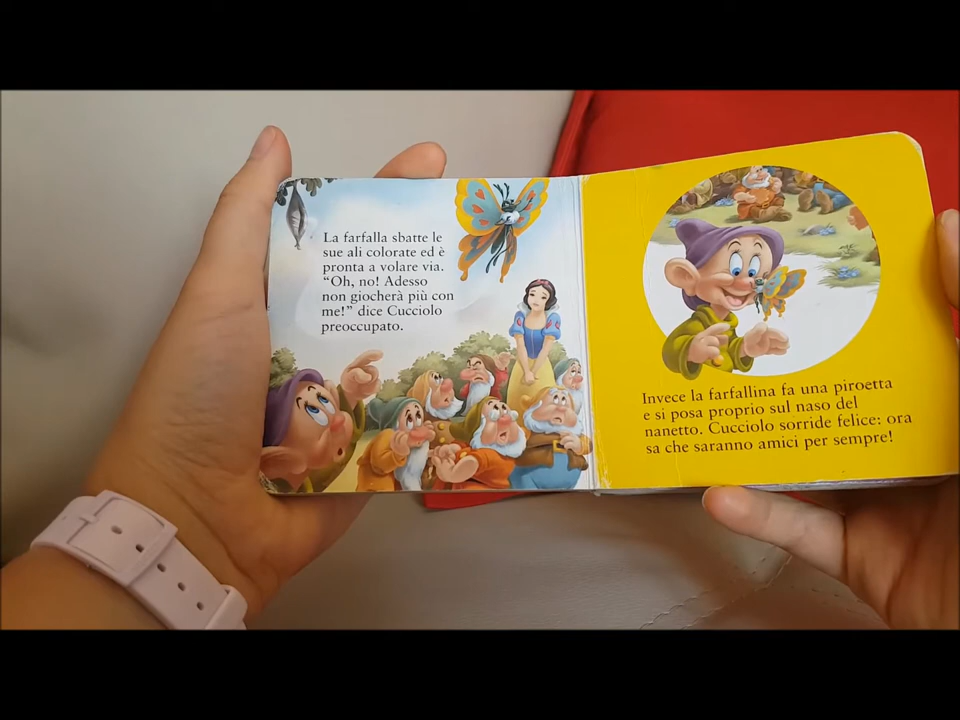 La farfalla sbatte le
sue ali colorate ed è
pronta a volare via.
"Oh, no! Adesso
non giocherà più con
me!" dice Cucciolo
preoccupato.
Invece la farfallina fa una piroetta
e si posa proprio sul naso del
nanetto. Cucciolo sorride felice: ora
sa che saranno amici per sempre!